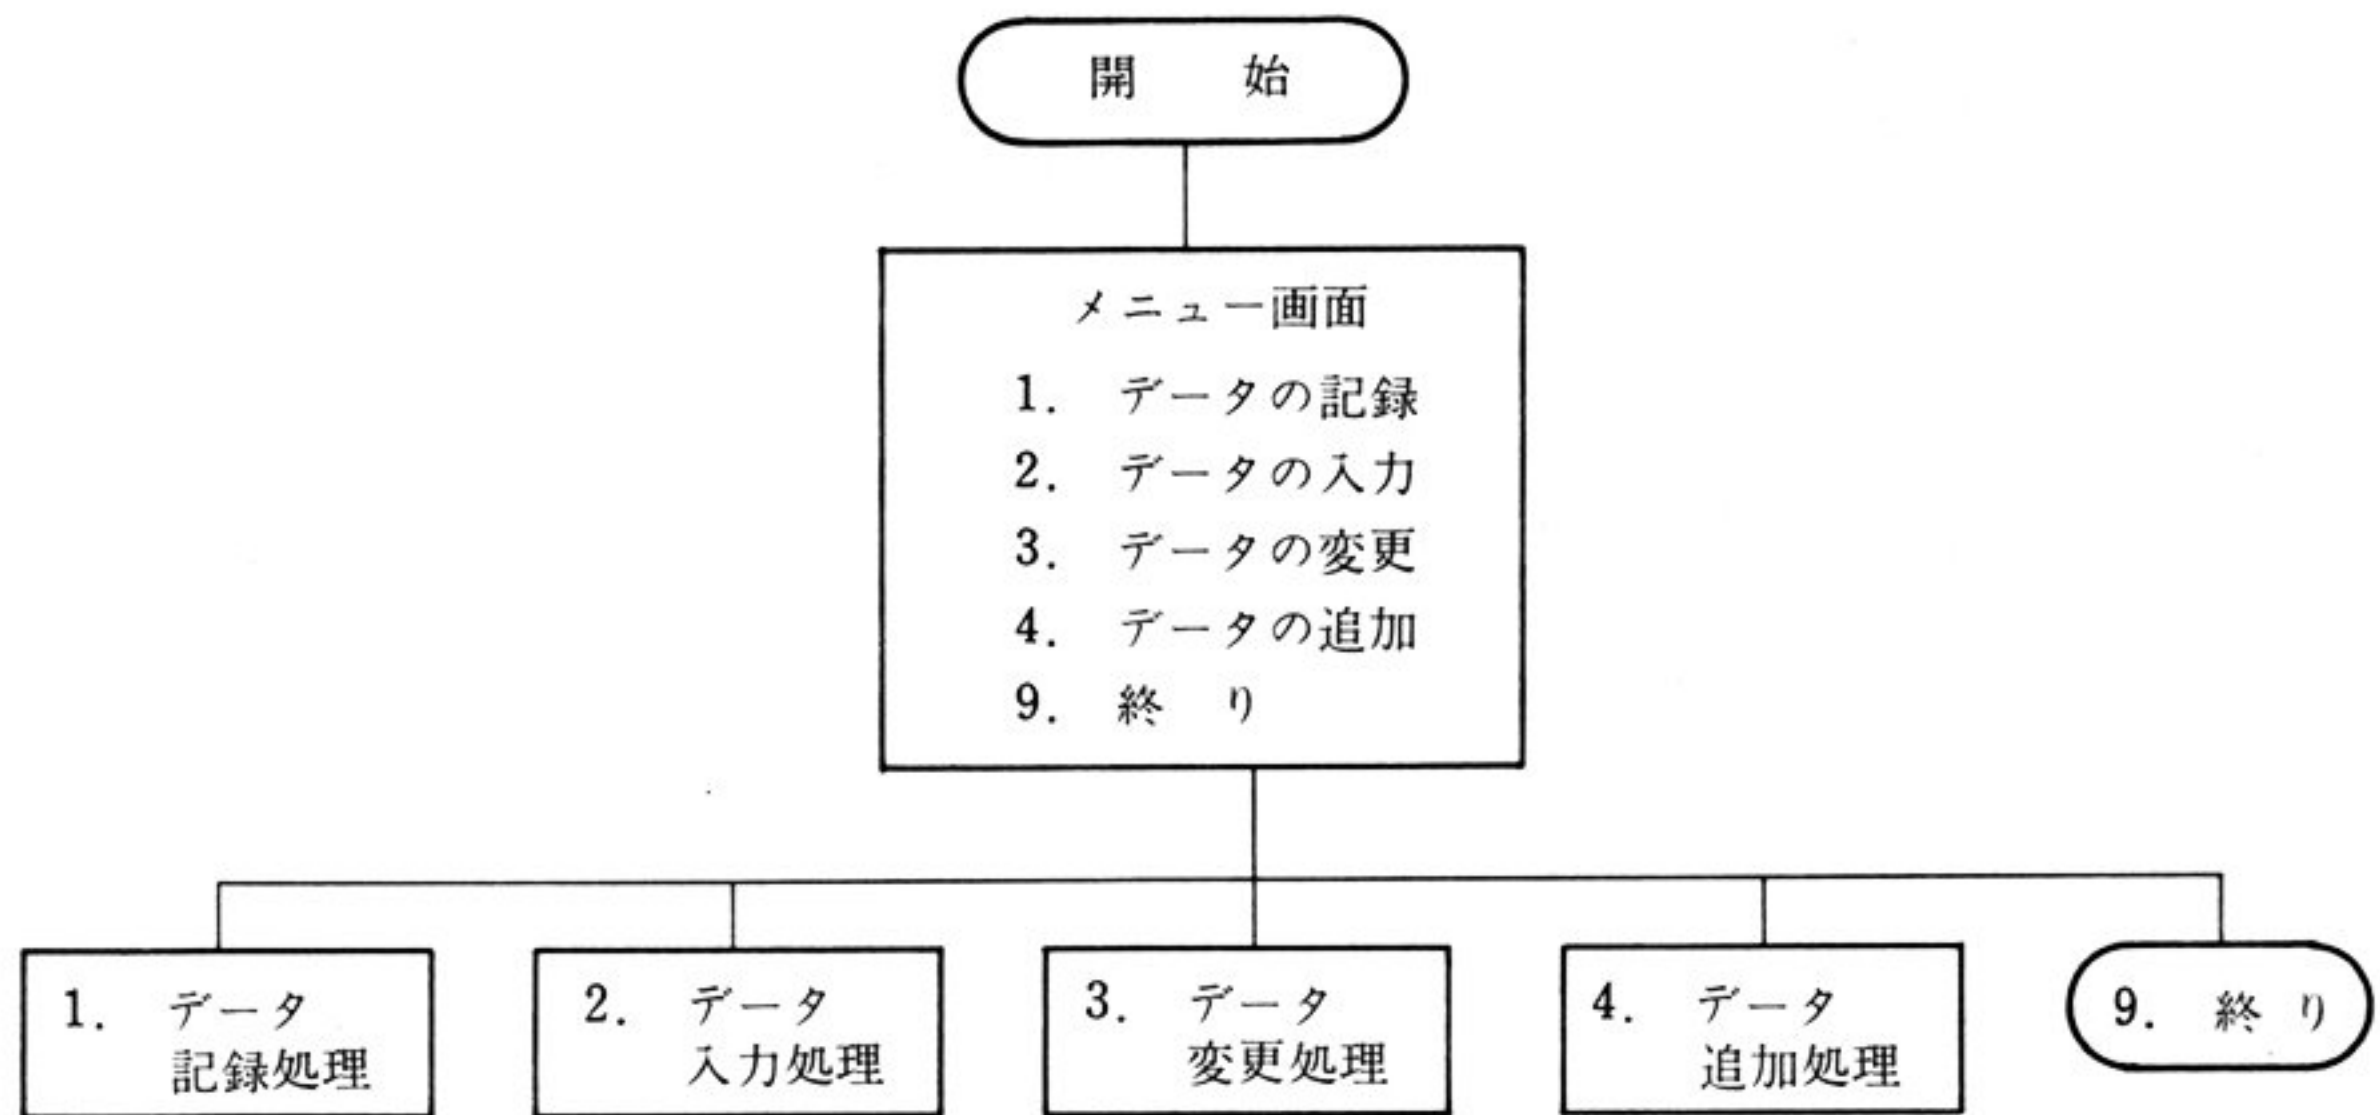 開 始
メニュー画面
1. データの記録
2. データの入力
3. データの変更
4. データの追加
9. 終 り
1. データ
記録処理
2. データ
入力処理
3. データ
変更処理
4. データ
追加処理
9. 終 り